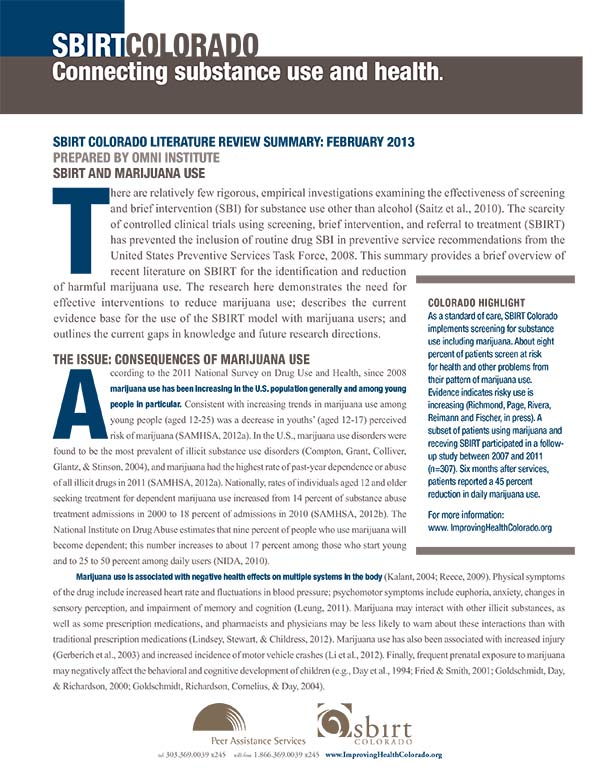 SBIRTCOLORADO
Connecting substance use and health.
SBIRT COLORADO LITERATURE REVIEW SUMMARY: FEBRUARY 2013
PREPARED BY OMNI INSTITUTE
SBIRT AND MARIJUANA USE
There are relatively few rigorous, empirical investigations examining the effectiveness of screening
and brief intervention (SBI) for substance use other than alcohol (Saitz et al., 2010). The scarcity
of controlled clinical trials using screening, brief intervention, and referral to treatment (SBIRT)
has prevented the inclusion of routine drug SBI in preventive service recommendations from the
United States Preventive Services Task Force, 2008. This summary provides a brief overview of
recent literature on SBIRT for the identification and reduction
of harmful marijuana use. The research here demonstrates the need for
effective interventions to reduce marijuana use; describes the current
evidence base for the use of the SBIRT model with marijuana users; and
outlines the current gaps in knowledge and future research directions.
THE ISSUE: CONSEQUENCES OF MARIJUANA USE
According to the 2011 National Survey on Drug Use and Health, since 2008
marijuana use has been increasing in the U.S. population generally and among young
people in particular. Consistent with increasing trends in marijuana use among
young people (aged 12-25) was a decrease in youths' (aged 12-17) perceived
risk of marijuana (SAMHSA, 2012a). In the U.S., marijuana use disorders were
found to be the most prevalent of illicit substance use disorders (Compton, Grant, Colliver,
Glantz, & Stinson, 2004), and marijuana had the highest rate of past-year dependence or abuse
of all illicit drugs in 2011 (SAMHSA, 2012a). Nationally, rates of individuals aged 12 and older
seeking treatment for dependent marijuana use increased from 14 percent of substance abuse
treatment admissions in 2000 to 18 percent of admissions in 2010 (SAMHSA, 2012b). The
National Institute on Drug Abuse estimates that nine percent of people who use marijuana will
become dependent; this number increases to about 17 percent among those who start young
and to 25 to 50 percent among daily users (NIDA, 2010).
COLORADO HIGHLIGHT
As a standard of care, SBIRT Colorado
implements screening for substance
use including marijuana. About eight
percent of patients screen at risk
for health and other problems from
their pattern of marijuana use.
Evidence indicates risky use is
increasing (Richmond, Page, Rivera,
Reimann and Fischer, in press). A
subset of patients using marijuana and
receving SBIRT participated in a follow-
up study between 2007 and 2011
(n=307). Six months after services,
patients reported a 45 percent
reduction in daily marijuana use.
For more information:
www. ImprovingHealthColorado.org
Marijuana use is associated with negative health effects on multiple systems in the body (Kalant, 2004; Reece, 2009). Physical symptoms
of the drug include increased heart rate and fluctuations in blood pressure; psychomotor symptoms include euphoria, anxiety, changes in
sensory perception, and impairment of memory and cognition (Leung, 2011). Marijuana may interact with other illicit substances, as
well as some prescription medications, and pharmacists and physicians may be less likely to warn about these interactions than with
traditional prescription medications (Lindsey, Stewart, & Childress, 2012). Marijuana use has also been associated with increased injury
(Gerberich et al., 2003) and increased incidence of motor vehicle crashes (Li et al., 2012). Finally, frequent prenatal exposure to marijuana
may negatively affect the behavioral and cognitive development of children (e.g., Day et al., 1994; Fried & Smith, 2001; Goldschmidt, Day,
& Richardson, 2000; Goldschmidt, Richardson, Cornelius, & Day, 2004).
Peer Assistance Services
sbirt
COLORADO
tel 303.369.0039 x245 toll-free 1.866.369.0039 x245 www.ImprovingHealthColorado.org